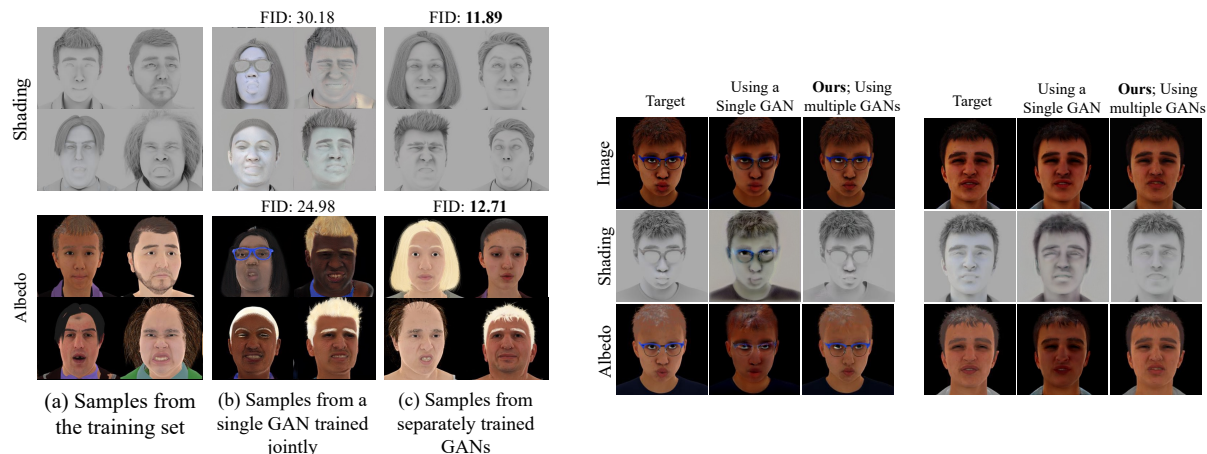 FID: 30.18
FID: 11.89
Shading
FID: 24.98
FID: 12.71
Albedo
(a) Samples from
the training set
(b) Samples from a
single GAN trained
jointly
(c) Samples from
separately trained
GANs
Target
Using a
Single GAN
Ours; Using
multiple GANs
Image
Shading
Albedo
Target
Using a
Single GAN
Ours; Using
multiple GANs